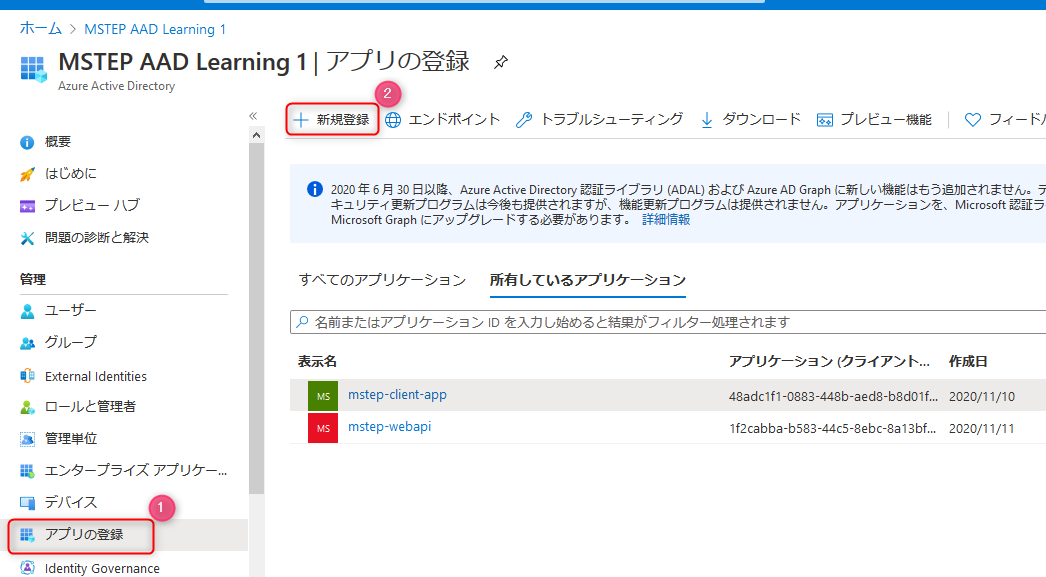 ホーム > MSTEP AAD Learning 1
MSTEP AAD Learning 1 | アプリの登録
Azure Active Directory
«
概要
はじめに
プレビュー ハブ
問題の診断と解決
管理
ユーザー
グループ
External Identities
ロールと管理者
管理単位
エンタープライズ アプリケー...
デバイス
1
アプリの登録
Identity Governance
2
+ 新規登録 エンドポイント トラブルシューティング ダウンロード プレビュー機能 フィード
2020 年 6 月 30 日以降、Azure Active Directory 認証ライブラリ (ADAL) および Azure AD Graph に新しい機能はもう追加されません。テ
キュリティ更新プログラムは今後も提供されますが、機能更新プログラムは提供されません。アプリケーションを、Microsoft 認証ラ
Microsoft Graph にアップグレードする必要があります。 詳細情報
すべてのアプリケーション 所有しているアプリケーション
名前またはアプリケーション ID を入力し始めると結果がフィルター処理されます
表示名 アプリケーション (クライアント... 作成日
MS mstep-client-app 48adc1f1-0883-448b-aed8-b8d01f... 2020/11/10
MS mstep-webapi 1f2cabba-b583-44c5-8ebc-8a13bf... 2020/11/11